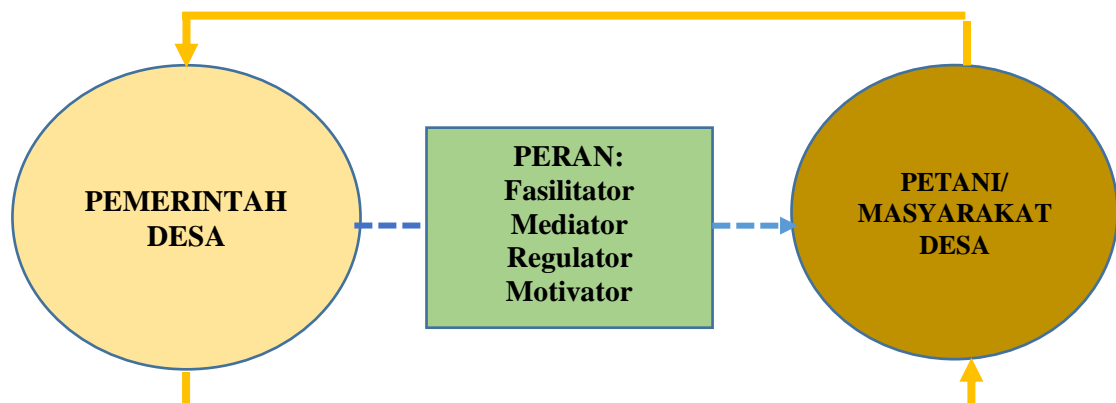 PEMERINTAH
DESA
PERAN:
Fasilitator
Mediator
Regulator
Motivator
PETANI/
MASYARAKAT
DESA